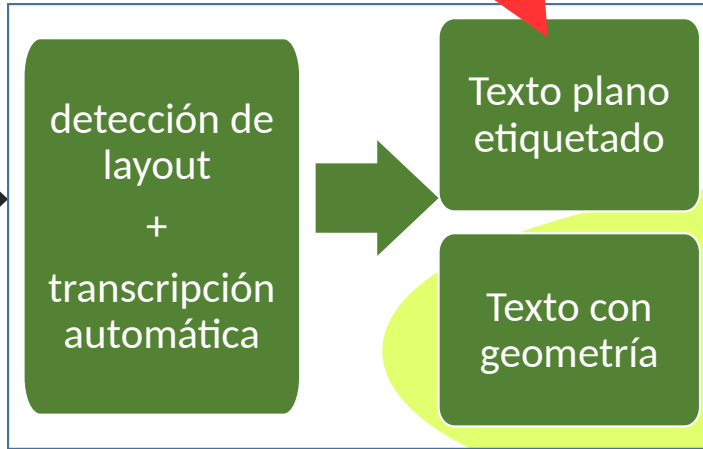 detección de
layout
+
transcripción
automática
Texto plano
etiquetado
Texto con
geometría